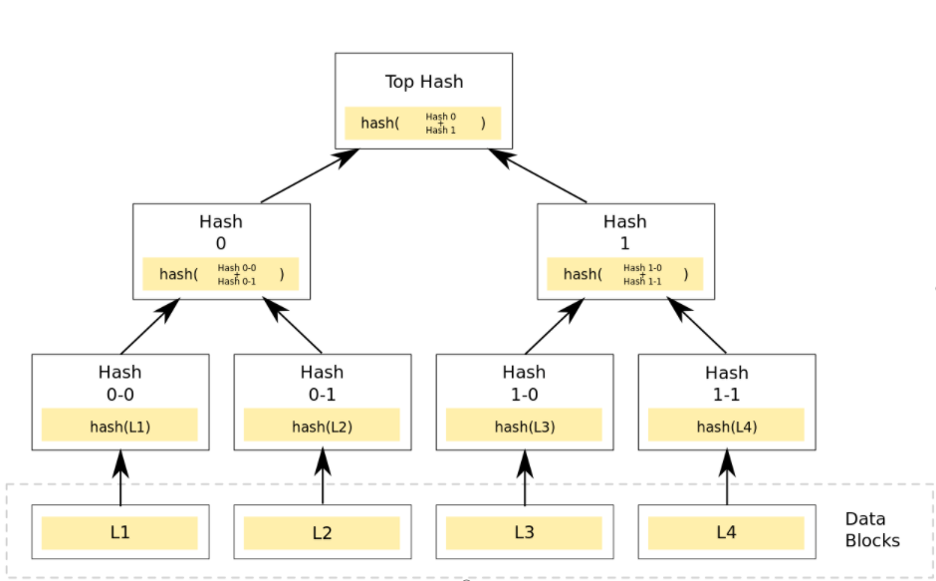 Top Hash
hash( Hash 0 + Hash 1 )
Hash
0
hash( Hash 0-0 + Hash 0-1 )
Hash
1
hash( Hash 1-0 + Hash 1-1 )
Hash
0-0
hash(L1)
Hash
0-1
hash(L2)
Hash
1-0
hash(L3)
Hash
1-1
hash(L4)
L1
L2
L3
L4
Data
Blocks